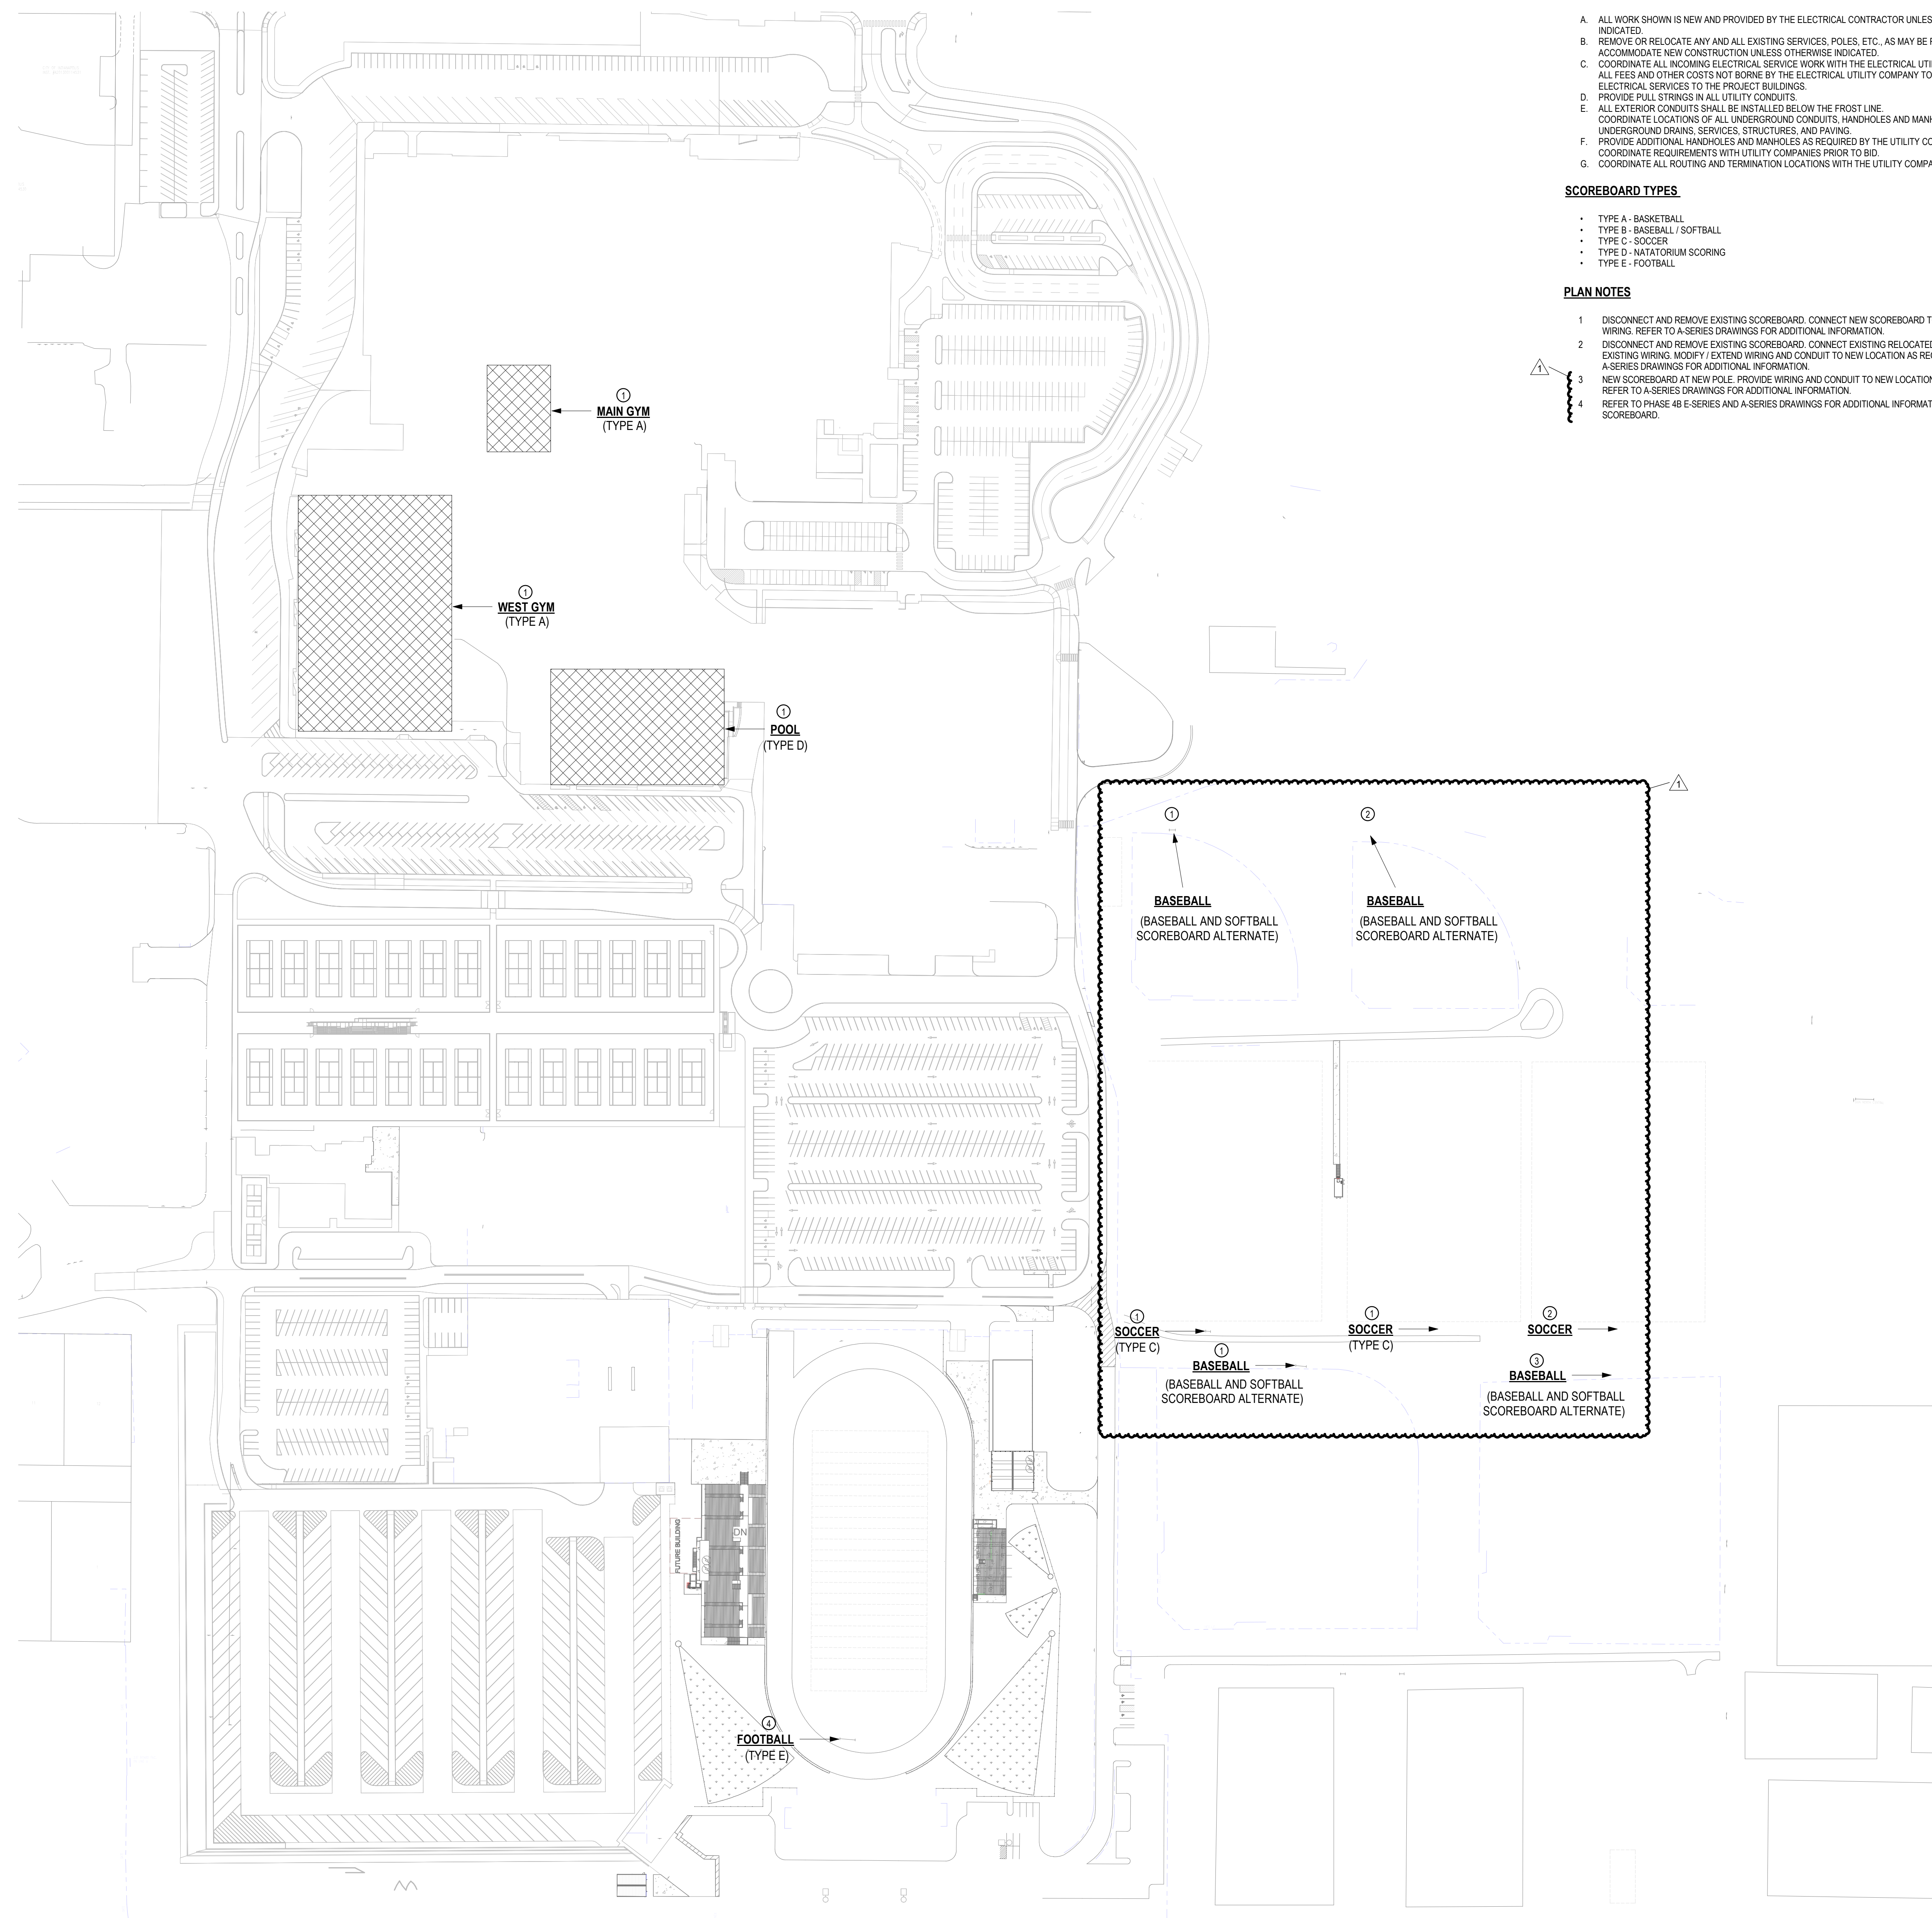 A. ALL WORK SHOWN IS NEW AND PROVIDED BY THE ELECTRICAL CONTRACTOR UNLES
INDICATED.
B. REMOVE OR RELOCATE ANY AND ALL EXISTING SERVICES, POLES, ETC., AS MAY BE
ACCOMMODATE NEW CONSTRUCTION UNLESS OTHERWISE INDICATED.
C. COORDINATE ALL INCOMING ELECTRICAL SERVICE WORK WITH THE ELECTRICAL UTI
ALL FEES AND OTHER COSTS NOT BORNE BY THE ELECTRICAL UTILITY COMPANY TO
ELECTRICAL SERVICES TO THE PROJECT BUILDINGS.
D. PROVIDE PULL STRINGS IN ALL UTILITY CONDUITS.
E. ALL EXTERIOR CONDUITS SHALL BE INSTALLED BELOW THE FROST LINE.
COORDINATE LOCATIONS OF ALL UNDERGROUND CONDUITS, HANDHOLES AND MANH
UNDERGROUND DRAINS, SERVICES, STRUCTURES, AND PAVING.
F. PROVIDE ADDITIONAL HANDHOLES AND MANHOLES AS REQUIRED BY THE UTILITY CO
COORDINATE REQUIREMENTS WITH UTILITY COMPANIES PRIOR TO BID.
G. COORDINATE ALL ROUTING AND TERMINATION LOCATIONS WITH THE UTILITY COMPA
SCOREBOARD TYPES
• TYPE A - BASKETBALL
• TYPE B - BASEBALL / SOFTBALL
• TYPE C - SOCCER
• TYPE D - NATATORIUM SCORING
• TYPE E - FOOTBALL
PLAN NOTES
1 DISCONNECT AND REMOVE EXISTING SCOREBOARD. CONNECT NEW SCOREBOARD T
WIRING. REFER TO A-SERIES DRAWINGS FOR ADDITIONAL INFORMATION.
2 DISCONNECT AND REMOVE EXISTING SCOREBOARD. CONNECT EXISTING RELOCATED
EXISTING WIRING. MODIFY / EXTEND WIRING AND CONDUIT TO NEW LOCATION AS RE
A-SERIES DRAWINGS FOR ADDITIONAL INFORMATION.
1
3 NEW SCOREBOARD AT NEW POLE. PROVIDE WIRING AND CONDUIT TO NEW LOCATION
REFER TO A-SERIES DRAWINGS FOR ADDITIONAL INFORMATION.
4 REFER TO PHASE 4B E-SERIES AND A-SERIES DRAWINGS FOR ADDITIONAL INFORMAT
SCOREBOARD.
1
MAIN GYM
(TYPE A)
1
WEST GYM
(TYPE A)
1
POOL
(TYPE D)
1
1
BASEBALL
(BASEBALL AND SOFTBALL
SCOREBOARD ALTERNATE)
2
BASEBALL
(BASEBALL AND SOFTBALL
SCOREBOARD ALTERNATE)
1
SOCCER
(TYPE C)
1
SOCCER
(TYPE C)
2
SOCCER
1
BASEBALL
(BASEBALL AND SOFTBALL
SCOREBOARD ALTERNATE)
3
BASEBALL
(BASEBALL AND SOFTBALL
SCOREBOARD ALTERNATE)
FUTURE BUILDING
DN
4
FOOTBALL
(TYPE E)